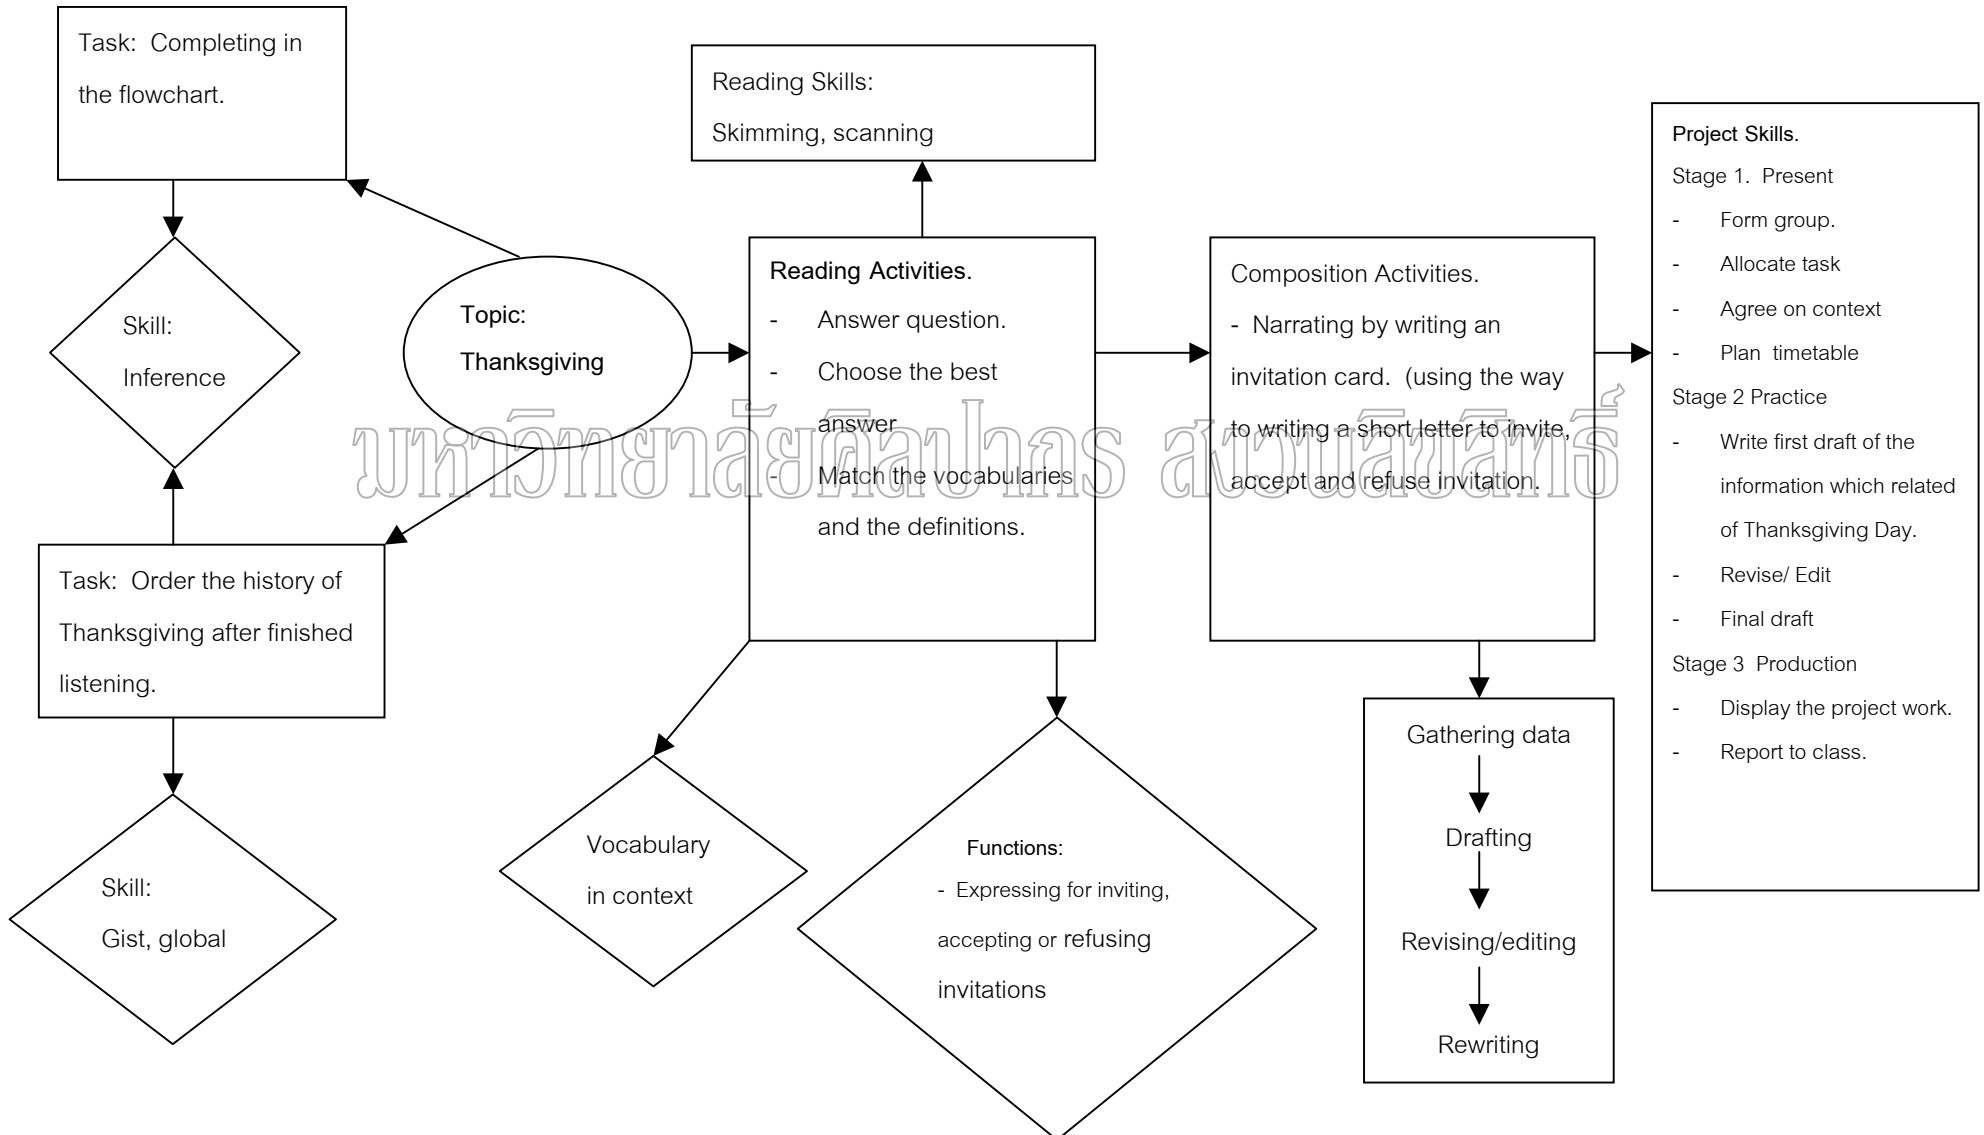 Task:  Completing in
the flowchart.
Reading Skills:
Skimming, scanning
Skill:
Inference
Topic:
Thanksgiving
Task:  Order the history of
Thanksgiving after finished
listening.
Skill:
Gist, global
Reading Activities.
-    Answer question.
-    Choose the best
answer
-    Match the vocabularies
and the definitions.
Vocabulary
in context
Functions:
-  Expressing for inviting,
accepting or refusing
invitations
Composition Activities.
-  Narrating by writing an
invitation card.  (using the way
to writing a short letter to invite,
accept and refuse invitation.
Gathering data
Drafting
Revising/editing
Rewriting
Project Skills.
Stage 1.  Present
-    Form group.
-    Allocate task
-    Agree on context
-    Plan  timetable
Stage 2 Practice
-    Write first draft of the
information which related
of Thanksgiving Day.
-    Revise/ Edit
-    Final draft
Stage 3  Production
-    Display the project work.
-    Report to class.
มหาวิทยาลัยศิลปากร สงวนลิขสิทธิ์